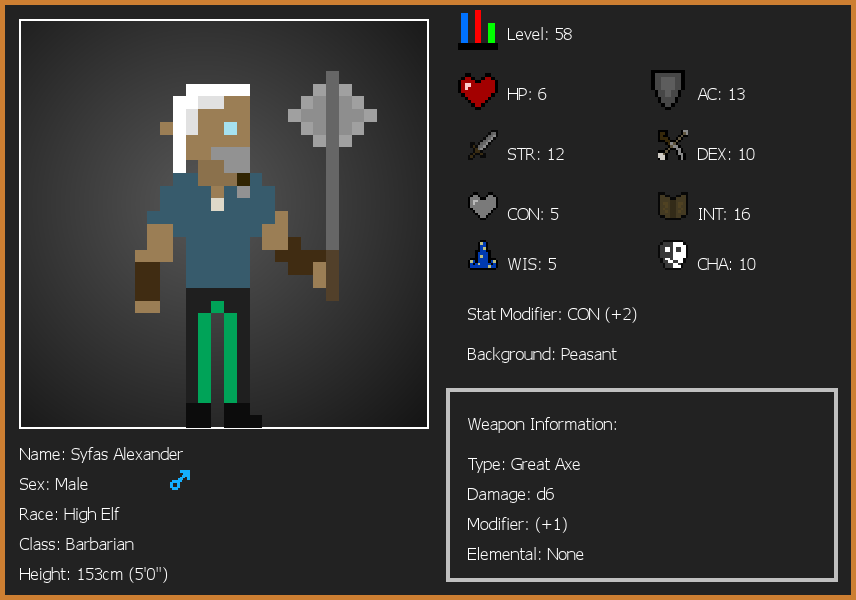 Level: 58
HP: 6
AC: 13
STR: 12
DEX: 10
CON: 5
INT: 16
WIS: 5
CHA: 10
Stat Modifier: CON (+2)
Background: Peasant
Weapon Information:
Type: Great Axe
Damage: d6
Modifier: (+1)
Elemental: None
Name: Syfas Alexander
Sex: Male
Race: High Elf
Class: Barbarian
Height: 153cm (5'0")